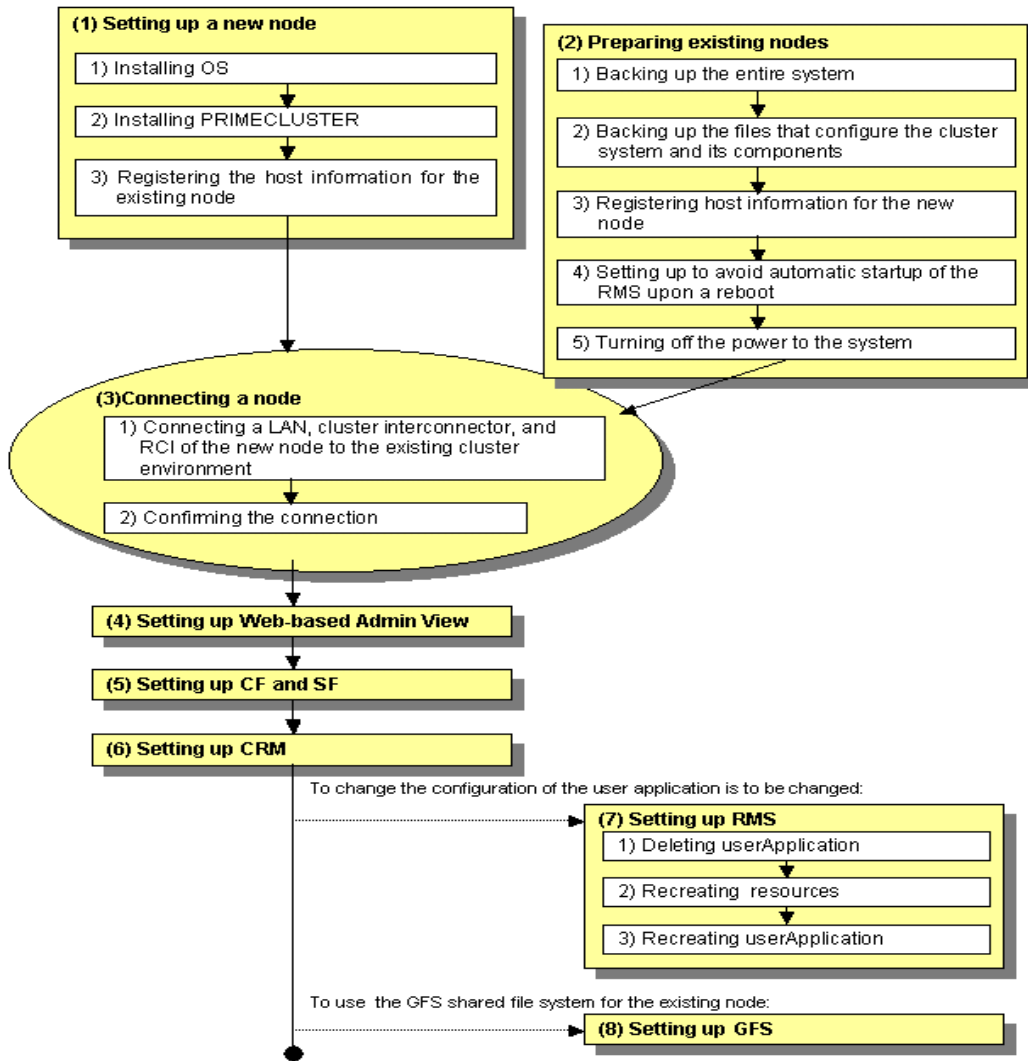 (1) Setting up a new node
1) Installing OS
2) Installing PRIMECLUSTER
3) Registering the host information for the
existing node
(2) Preparing existing nodes
1) Backing up the entire system
2) Backing up the files that configure the cluster
system and its components
3) Registering host information for the new
node
4) Setting up to avoid automatic startup of the
RMS upon a reboot
5) Turning off the power to the system
(3)Connecting a node
1) Connecting a LAN, cluster interconnector, and
RCI of the new node to the existing cluster
environment
2) Confirming the connection
(4) Setting up Web-based Admin View
(5) Setting up CF and SF
(6) Setting up CRM
To change the configuration of the user application is to be changed:
(7) Setting up RMS
1) Deleting userApplication
2) Recreating resources
3) Recreating userApplication
To use the GFS shared file system for the existing node:
(8) Setting up GFS